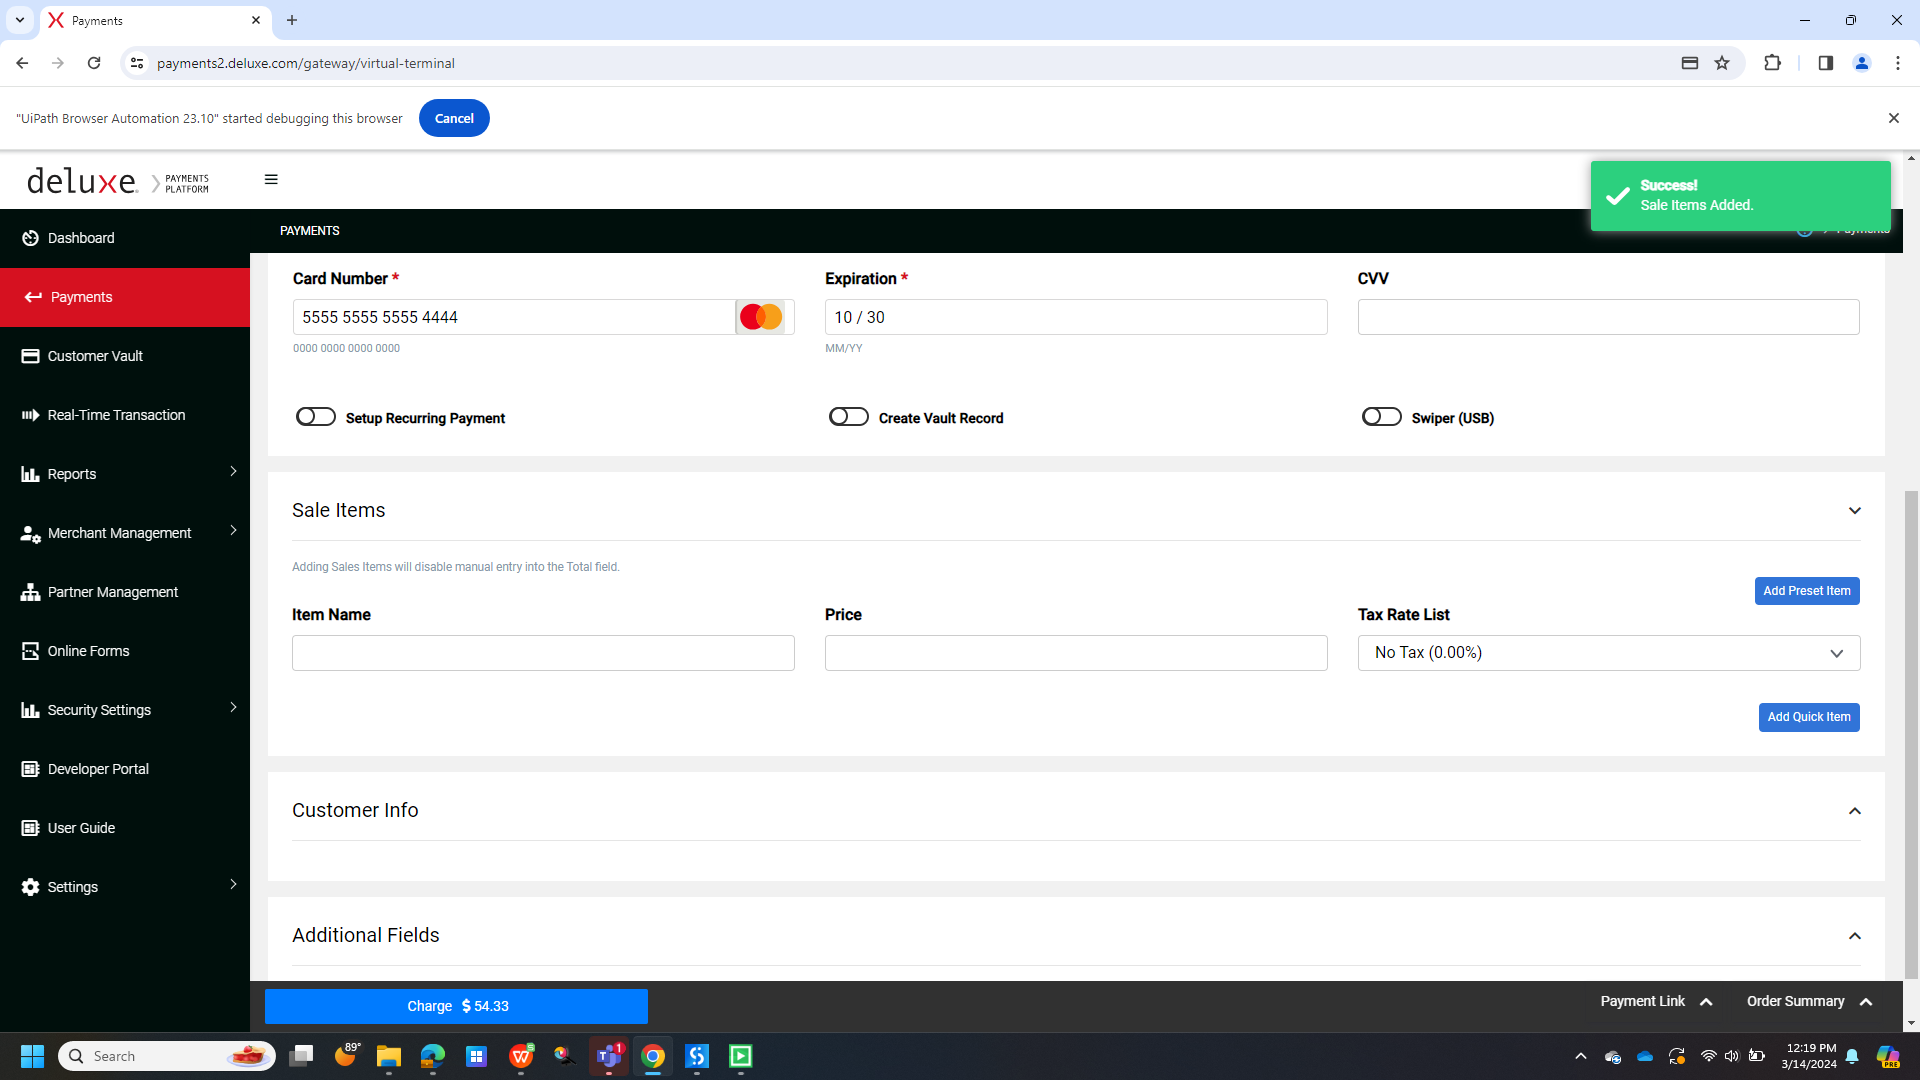 Payments
payments2.deluxe.com/gateway/virtual-terminal
"UiPath Browser Automation 23.10" started debugging this browser
Cancel
deluxe.
PAYMENTS
PLATFORM
Success!
Sale Items Added.
PAYMENTS
Payments
Dashboard
Payments
Customer Vault
Real-Time Transaction
Reports
Merchant Management
Partner Management
Online Forms
Security Settings
Developer Portal
User Guide
Settings
Card Number *
Expiration *
CVV
5555 5555 5555 4444
10 / 30
0000 0000 0000 0000
MM/YY
Setup Recurring Payment
Create Vault Record
Swiper (USB)
Sale Items
Adding Sales Items will disable manual entry into the Total field.
Add Preset Item
Item Name
Price
Tax Rate List
No Tax (0.00%)
Add Quick Item
Customer Info
Additional Fields
Charge $ 54.33
Payment Link
Order Summary
Search
89°
1
12:19 PM
3/14/2024
PRE